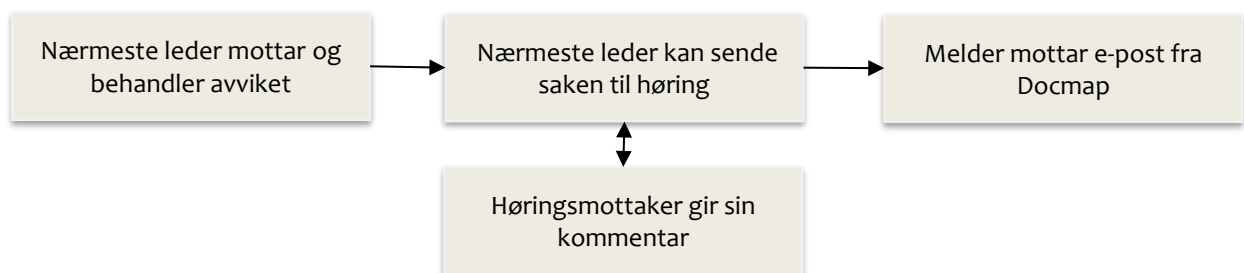 Nærmeste leder mottar og
behandler avviket
Nærmeste leder kan sende
saken til høring
Melder mottar e-post fra
Docmap
Høringsmottaker gir sin
kommentar